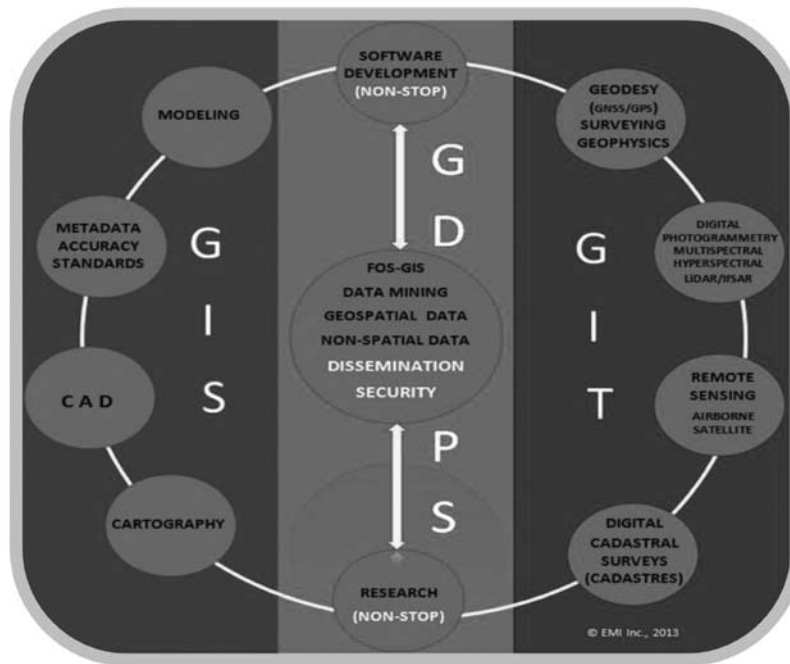 SOFTWARE
DEVELOPMENT
(NON-STOP)
MODELING
GEODESY
(GNSS/GPS)
SURVEYING
GEOPHYSICS
METADATA
ACCURACY
STANDARDS
G
I
S
G
D
P
S
FOS-GIS
DATA MINING
GEOSPATIAL DATA
NON-SPATIAL DATA
DISSEMINATION
SECURITY
G
I
T
DIGITAL
PHOTOGRAMMETRY
MULTISPECTRAL
HYPERSPECTRAL
LiDAR/IfSAR
C A D
REMOTE
SENSING
AIRBORNE
SATELLITE
CARTOGRAPHY
DIGITAL
CADASTRAL
SURVEYS
(CADASTRES)
RESEARCH
(NON-STOP)
© EMI Inc., 2013